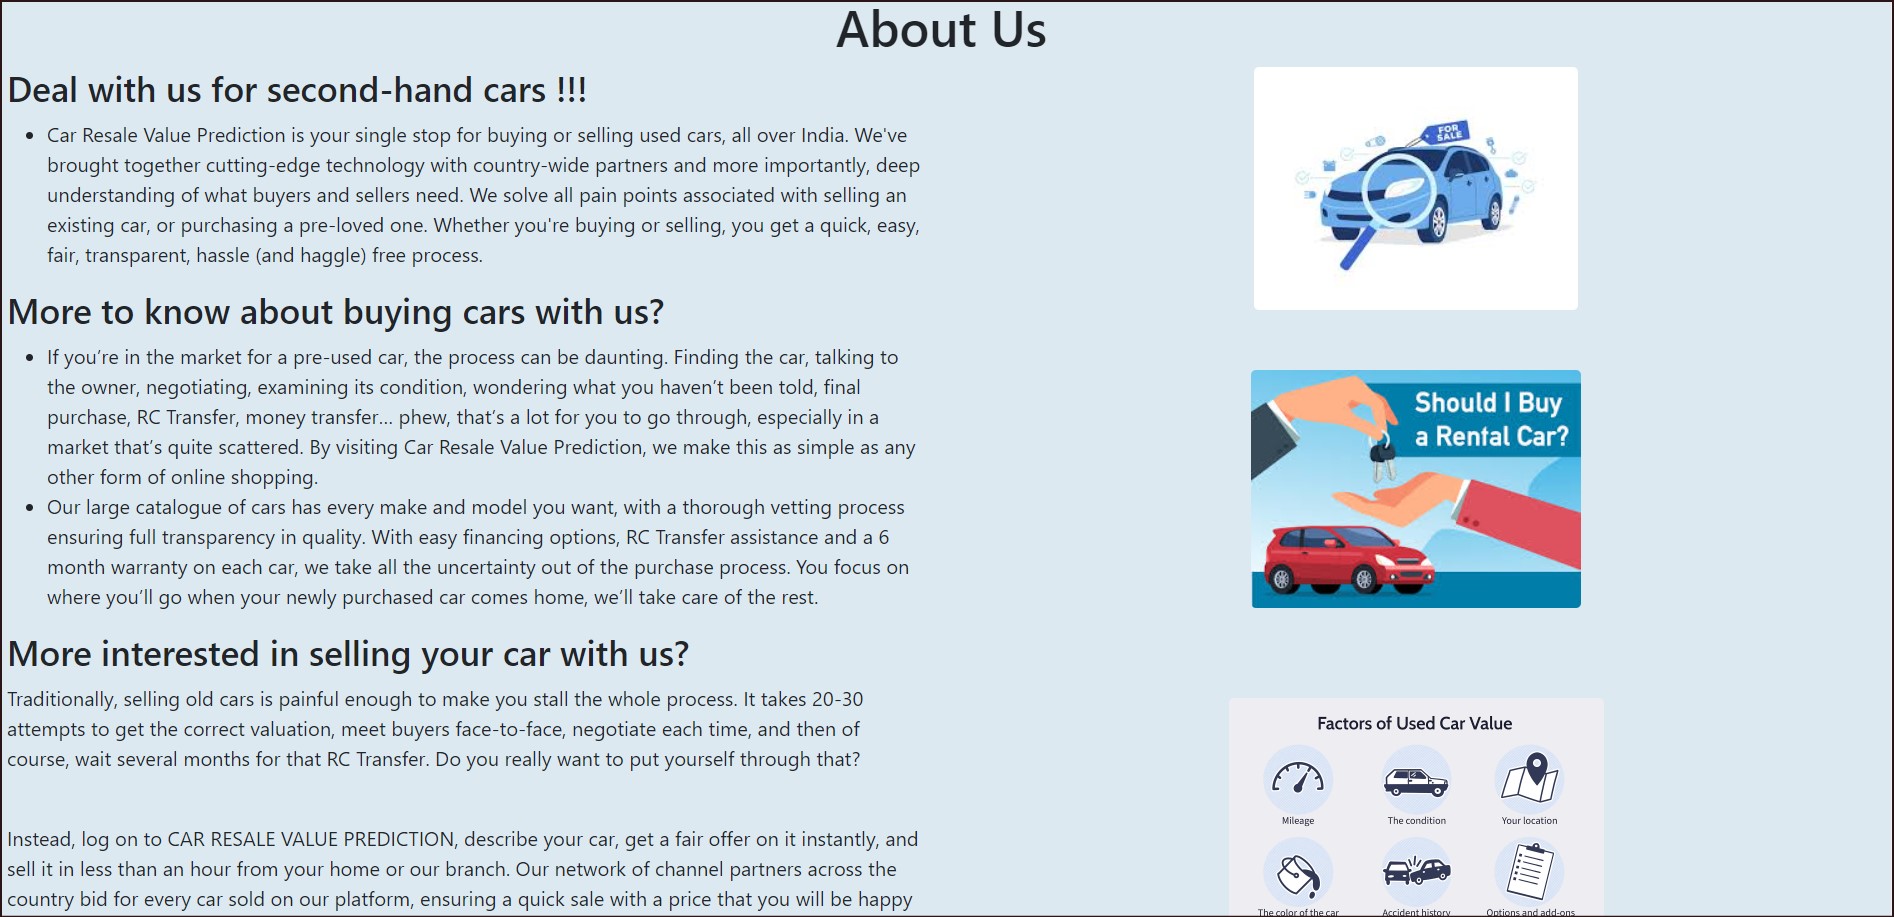 About Us
Deal with us for second-hand cars !!!
• Car Resale Value Prediction is your single stop for buying or selling used cars, all over India. We've
brought together cutting-edge technology with country-wide partners and more importantly, deep
understanding of what buyers and sellers need. We solve all pain points associated with selling an
existing car, or purchasing a pre-loved one. Whether you're buying or selling, you get a quick, easy,
fair, transparent, hassle (and haggle) free process.
FOR
SALE
More to know about buying cars with us?
• If you’re in the market for a pre-used car, the process can be daunting. Finding the car, talking to
the owner, negotiating, examining its condition, wondering what you haven’t been told, final
purchase, RC Transfer, money transfer... phew, that’s a lot for you to go through, especially in a
market that’s quite scattered. By visiting Car Resale Value Prediction, we make this as simple as any
other form of online shopping.
• Our large catalogue of cars has every make and model you want, with a thorough vetting process
ensuring full transparency in quality. With easy financing options, RC Transfer assistance and a 6
month warranty on each car, we take all the uncertainty out of the purchase process. You focus on
where you’ll go when your newly purchased car comes home, we’ll take care of the rest.
Should I Buy
a Rental Car?
More interested in selling your car with us?
Traditionally, selling old cars is painful enough to make you stall the whole process. It takes 20-30
attempts to get the correct valuation, meet buyers face-to-face, negotiate each time, and then of
course, wait several months for that RC Transfer. Do you really want to put yourself through that?
Instead, log on to CAR RESALE VALUE PREDICTION, describe your car, get a fair offer on it instantly, and
sell it in less than an hour from your home or our branch. Our network of channel partners across the
country bid for every car sold on our platform, ensuring a quick sale with a price that you will be happy
Factors of Used Car Value
Mileage
The condition
Your location
The color of the car
Accident history
Options and add-ons